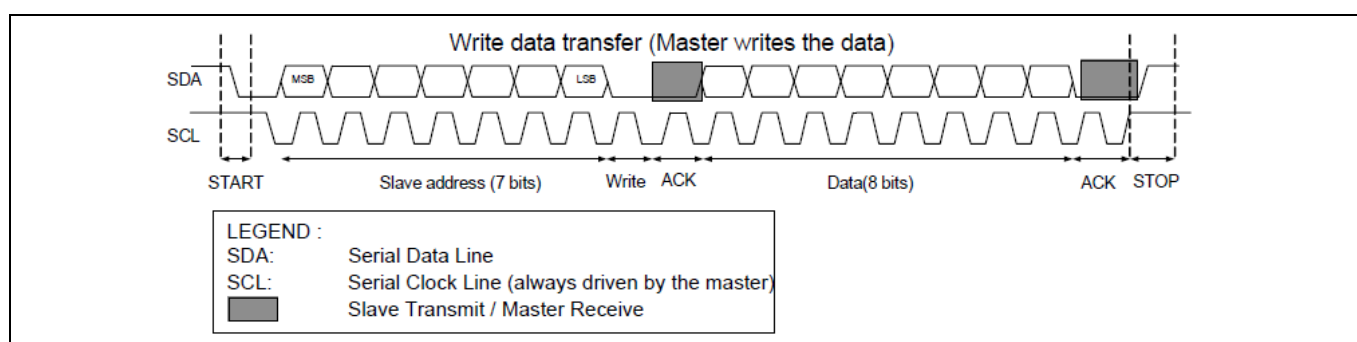 Write data transfer (Master writes the data)
SDA
MSB
LSB
SCL
START
Slave address (7 bits)
Write
ACK
Data(8 bits)
ACK
STOP
LEGEND :
SDA: Serial Data Line
SCL: Serial Clock Line (always driven by the master)
Slave Transmit / Master Receive